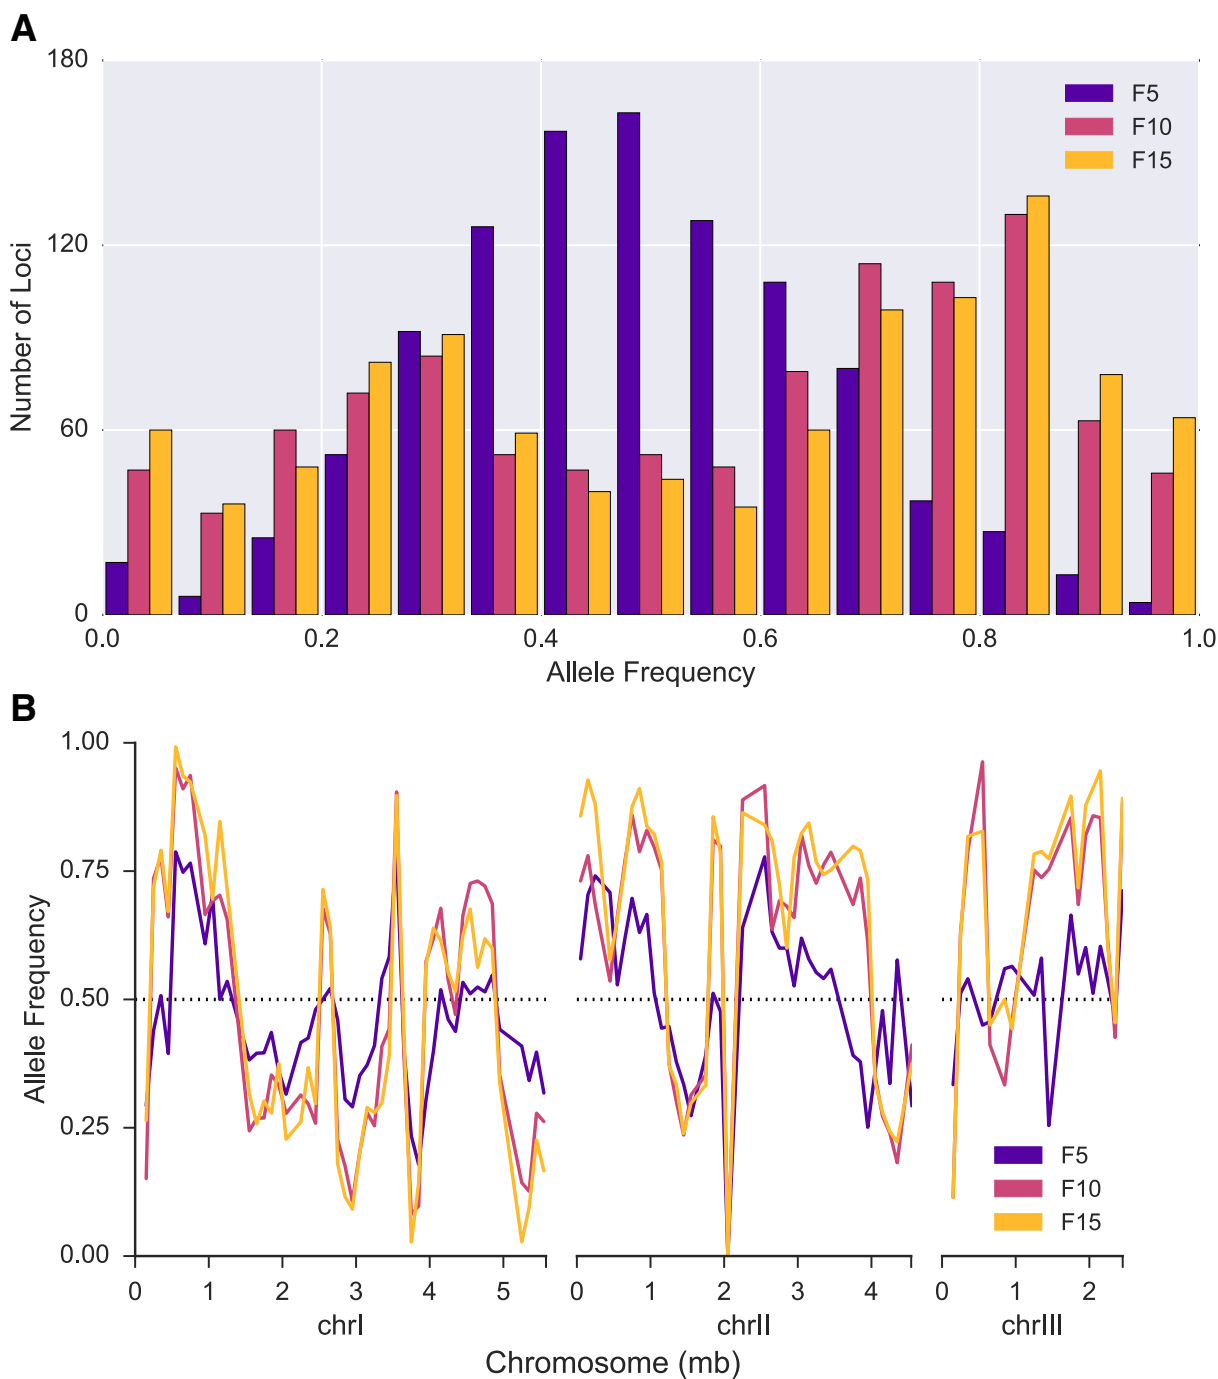 A
180
120
60
0
Number of Loci
F5
F10
F15
0.0 0.2 0.4 0.6 0.8 1.0
Allele Frequency
B
1.00
0.75
0.50
0.25
0.00
Allele Frequency
F5
F10
F15
0 1 2 3 4 5 0 1 2 3 4 0 1 2
chrI chrII chrIII
Chromosome (mb)